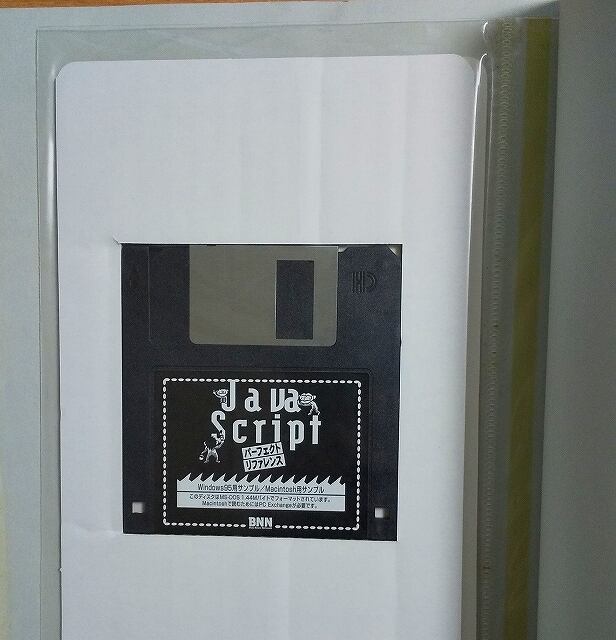 HD
Java
Script
パーフェクト
リファレンス
Windows95用サンプル／Macintosh用サンプル
このディスクはMS-DOS 1.44Mバイトでフォーマットされています。
Macintoshで読むためにはPC Exchangeが必要です。
BNN